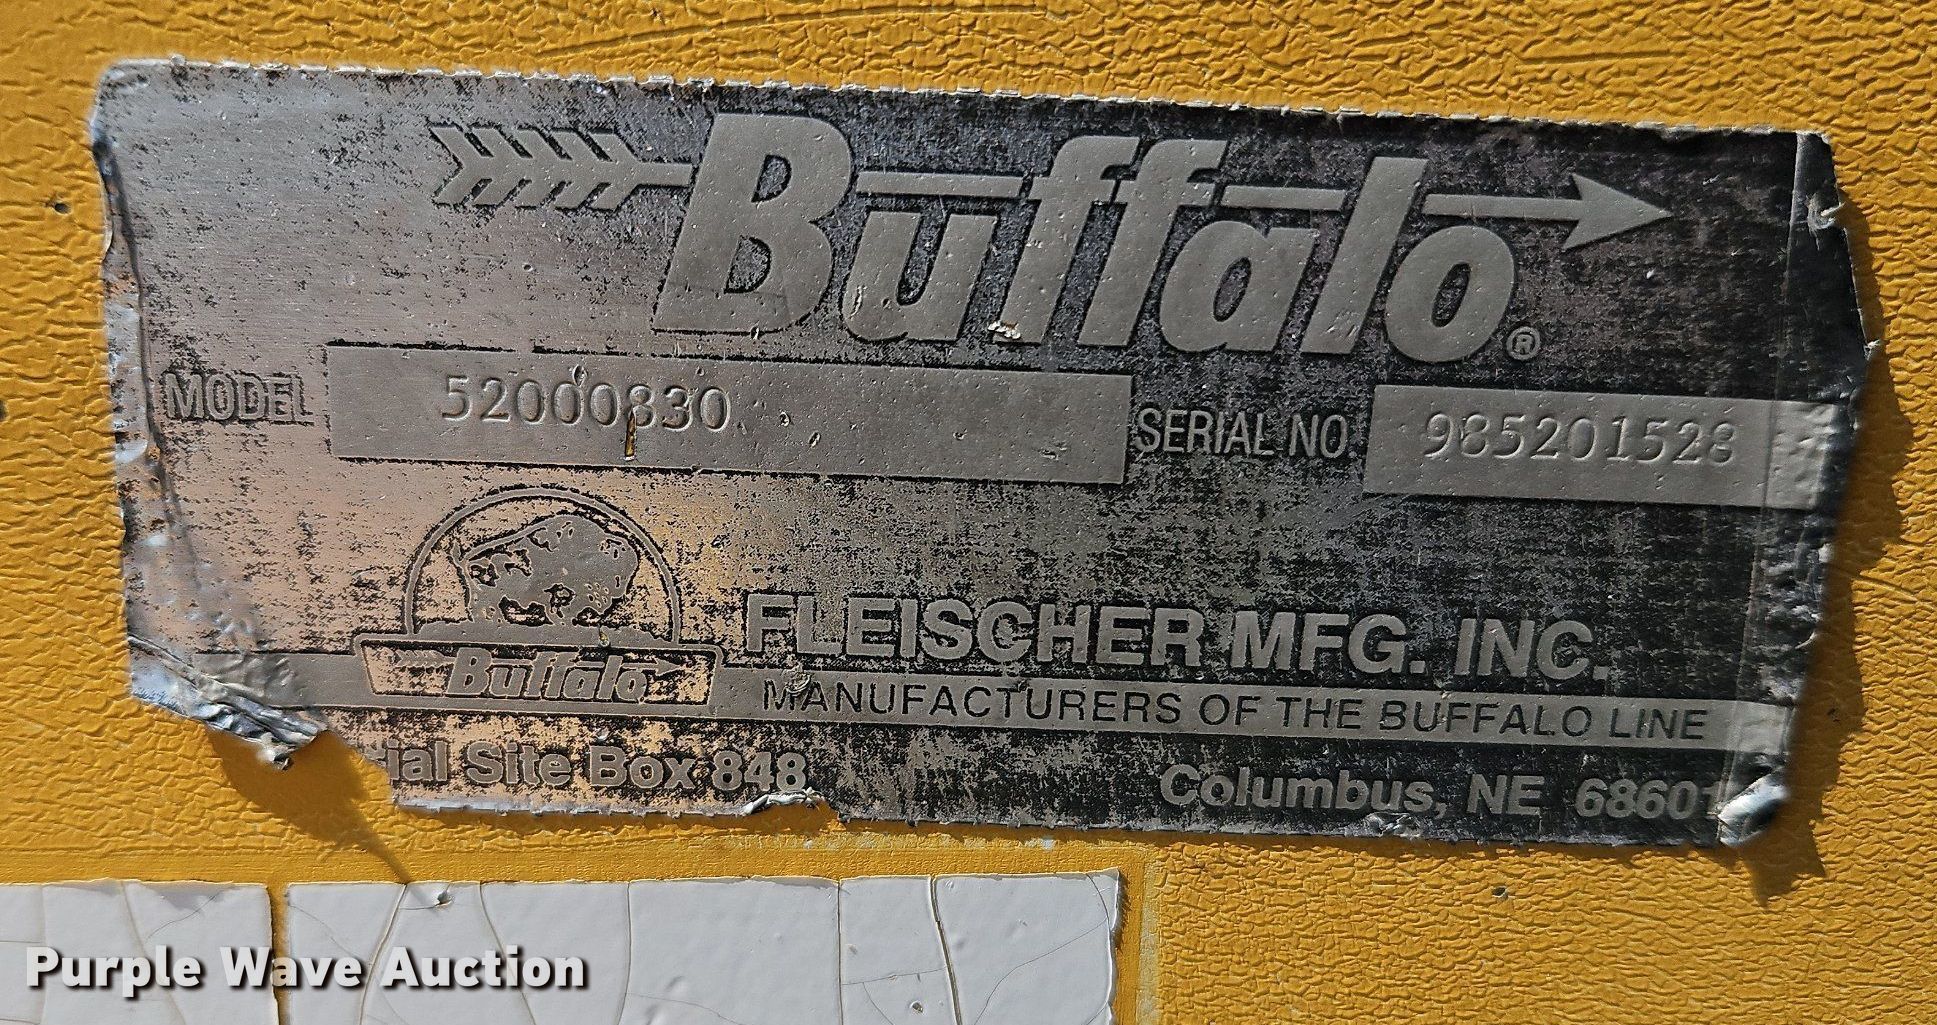 Buffalo®
MODEL 52000830 SERIAL NO. 985201528
Buffalo
FLEISCHER MFG. INC.
MANUFACTURERS OF THE BUFFALO LINE
Site Box 848 Columbus, NE 68601
Purple Wave Auction